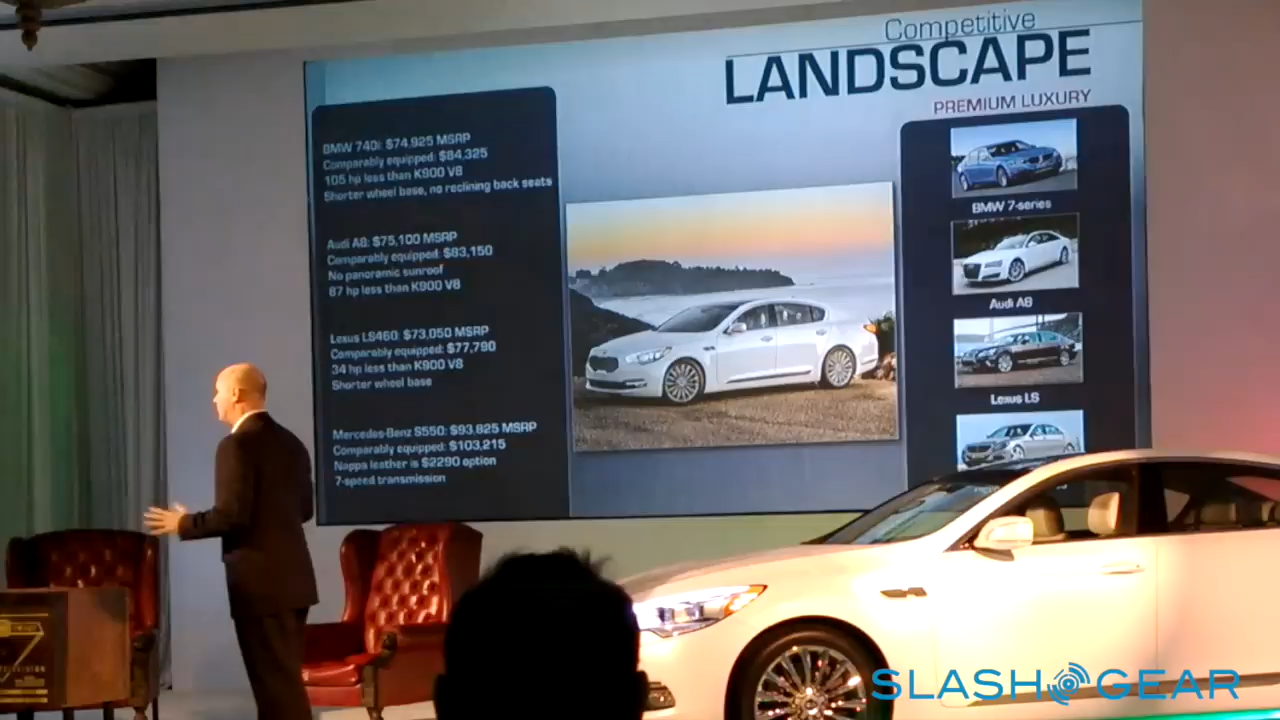 Competitive
LANDSCAPE
PREMIUM LUXURY
BMW 740i: $74,925 MSRP
Comparably equipped: $84,325
105 hp less than K900 V8
Shorter wheel base, no reclining back seats
Audi A8: $75,100 MSRP
Comparably equipped: $83,150
No panoramic sunroof
87 hp less than K900 V8
Lexus LS460: $73,050 MSRP
Comparably equipped: $77,790
34 hp less than K900 V8
Shorter wheel base
Mercedes-Benz S550: $93,825 MSRP
Comparably equipped: $103,215
Nappa leather is $2290 option
7-speed transmission
BMW 7-series
Audi A8
Lexus LS
SLASHGEAR